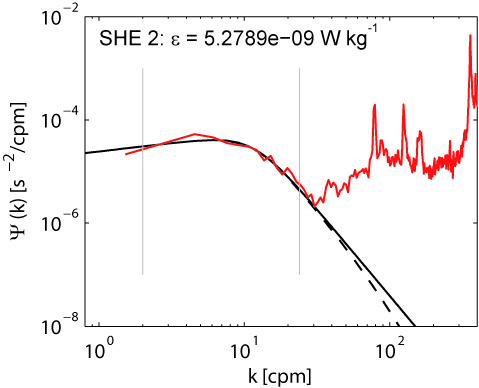 10⁻²
SHE 2: ε = 5.2789e−09 W kg⁻¹
10⁻⁴
10⁻⁶
10⁻⁸
Ψ (k) [s⁻²/cpm]
10⁰ 10¹ 10²
k [cpm]